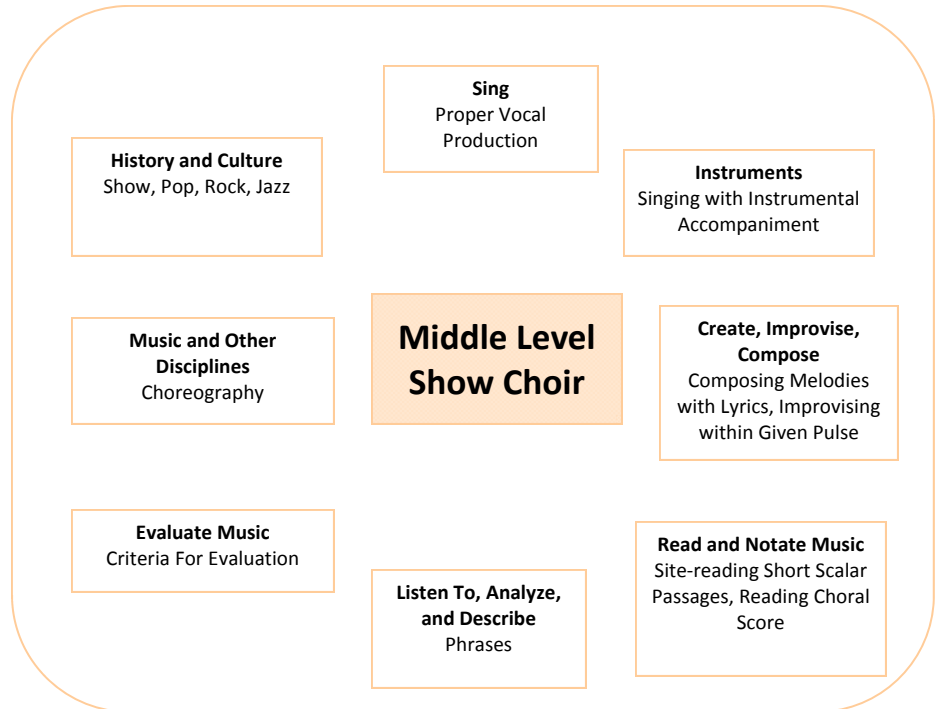 Sing
Proper Vocal
Production
History and Culture
Show, Pop, Rock, Jazz
Instruments
Singing with Instrumental
Accompaniment
Music and Other
Disciplines
Choreography
Middle Level
Show Choir
Create, Improvise,
Compose
Composing Melodies
with Lyrics, Improvising
within Given Pulse
Evaluate Music
Criteria For Evaluation
Listen To, Analyze,
and Describe
Phrases
Read and Notate Music
Site-reading Short Scalar
Passages, Reading Choral
Score